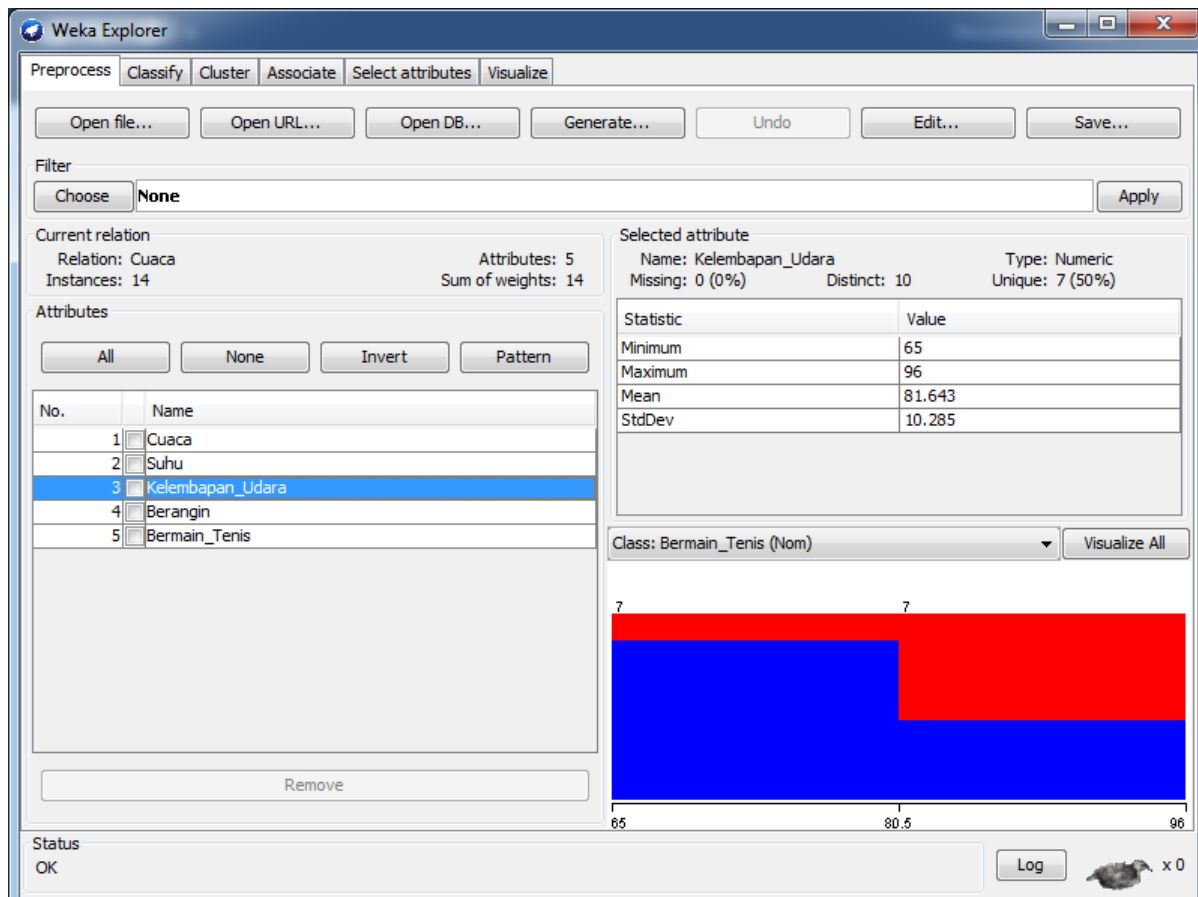 Weka Explorer
Preprocess Classify Cluster Associate Select attributes Visualize
Open file... Open URL... Open DB... Generate... Undo Edit... Save...
Filter
Choose None Apply
Current relation
Relation: Cuaca Attributes: 5
Instances: 14 Sum of weights: 14
Selected attribute
Name: Kelembapan_Udara Type: Numeric
Missing: 0 (0%) Distinct: 10 Unique: 7 (50%)
Attributes
All None Invert Pattern
No. Name
1 Cuaca
2 Suhu
3 Kelembapan_Udara
4 Berangin
5 Bermain_Tenis
Remove
Statistic Value
Minimum 65
Maximum 96
Mean 81.643
StdDev 10.285
Class: Bermain_Tenis (Nom) Visualize All
7 7
65 80.5 96
Status
OK
Log x 0